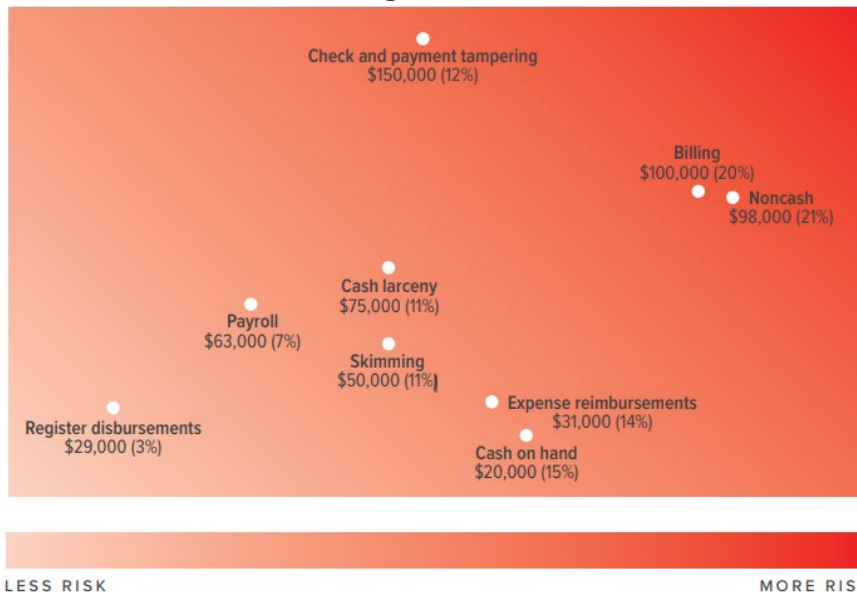 Check and payment tampering
$150,000 (12%)
Billing
$100,000 (20%)
Noncash
$98,000 (21%)
Cash larceny
$75,000 (11%)
Payroll
$63,000 (7%)
Skimming
$50,000 (11%)
Expense reimbursements
$31,000 (14%)
Register disbursements
$29,000 (3%)
Cash on hand
$20,000 (15%)
LESS RISK
MORE RIS